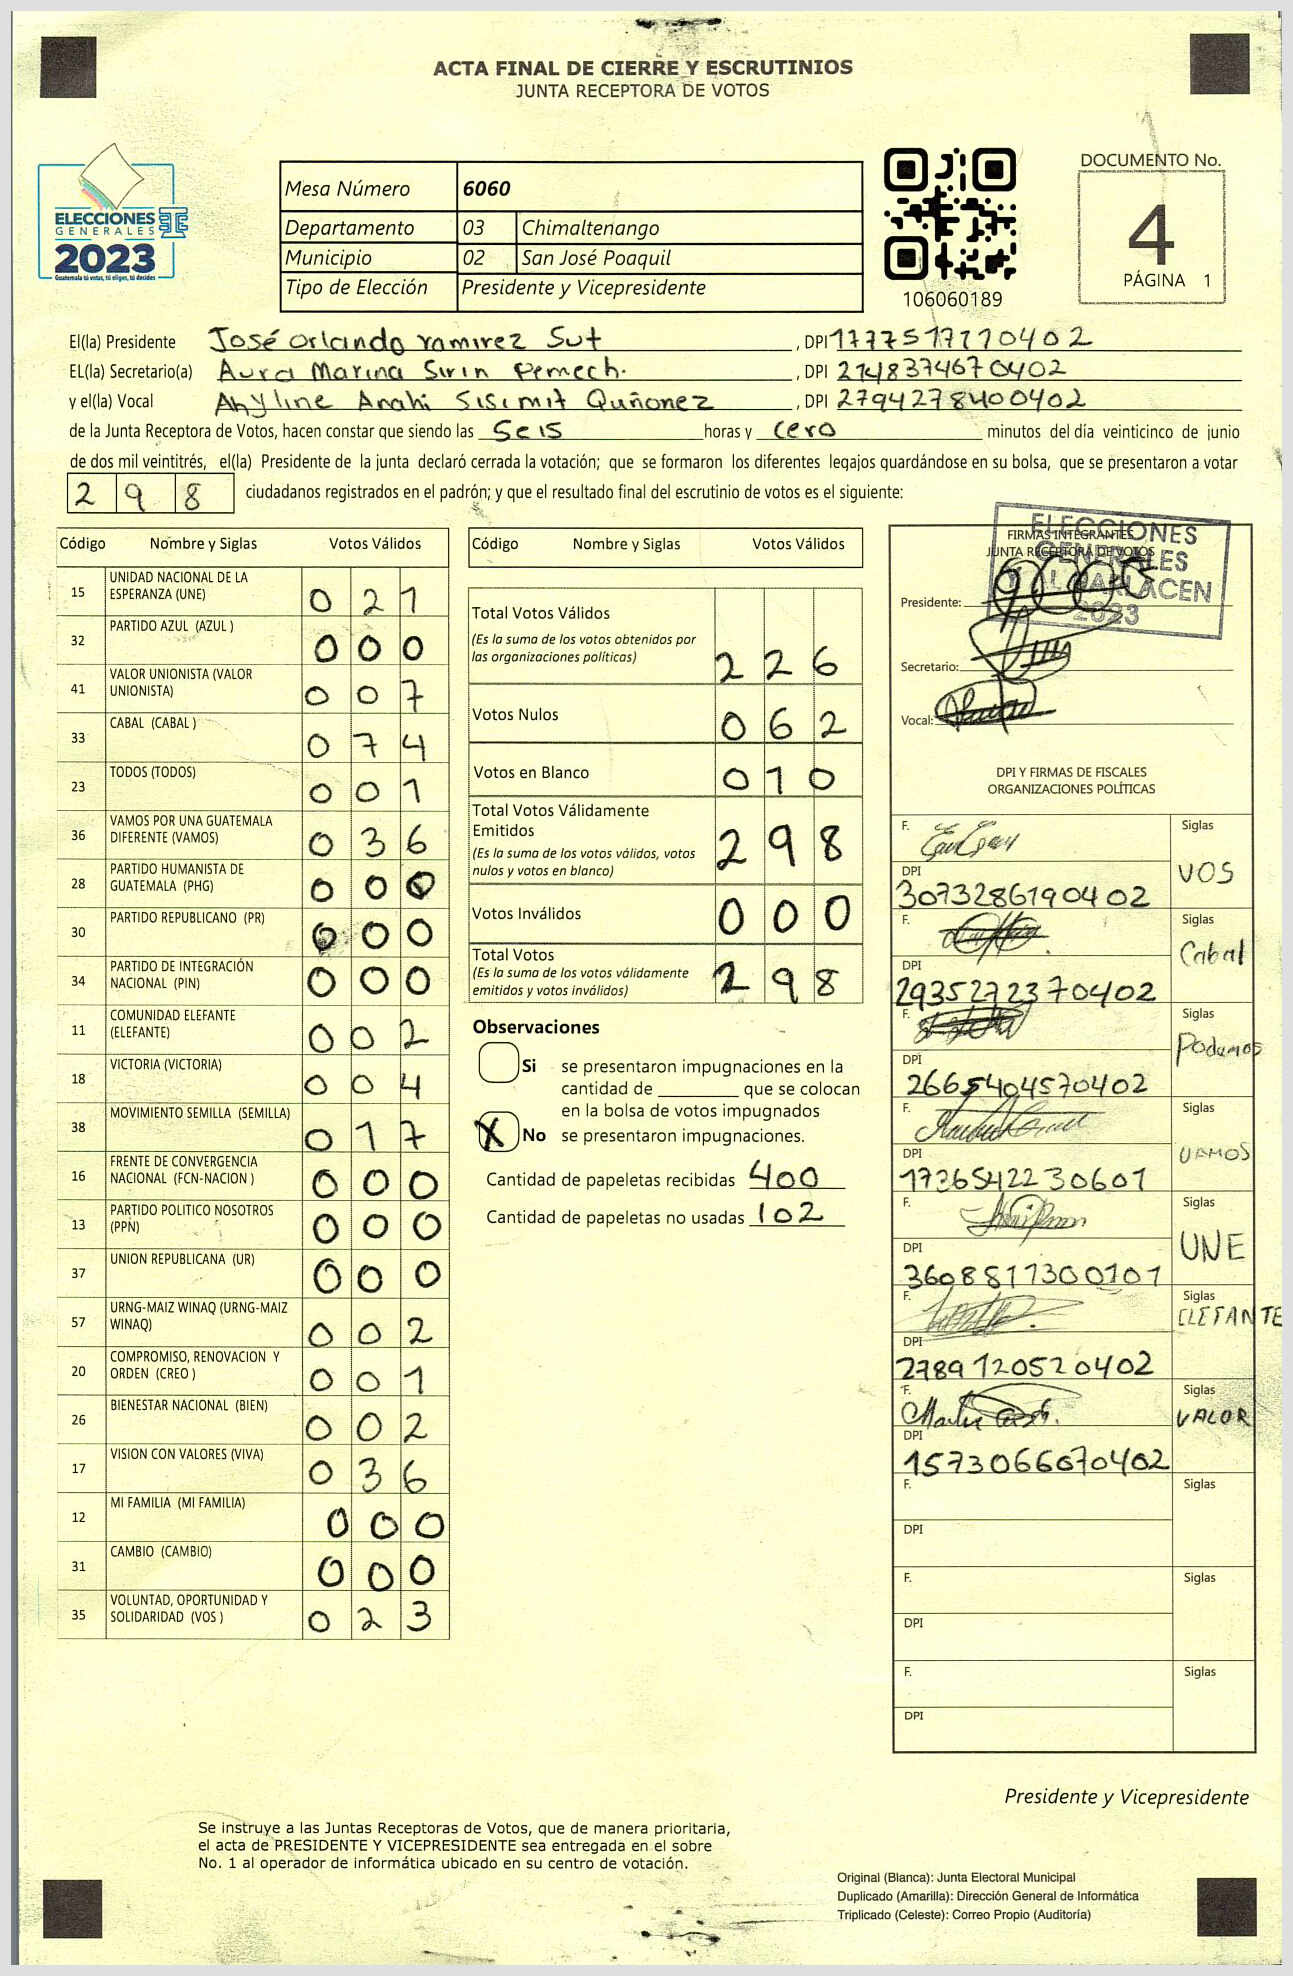 ACTA FINAL DE CIERRE Y ESCRUTINIOS
JUNTA RECEPTORA DE VOTOS
ELECCIONES
GENERALES
2023
Guatemala tú votas, tú eliges, tú decides
Mesa Número 6060
Departamento 03 Chimaltenango
Municipio 02 San José Poaquil
Tipo de Elección Presidente y Vicepresidente
106060189
DOCUMENTO No.
4
PÁGINA 1
El(la) Presidente José Orlando ramirez Sut , DPI 1777517770402
EL(la) Secretario(a) Aura Marina Sirin Pemech. , DPI 2148374670402
y el(la) Vocal Anyline Anahi Sisimit Quñonez , DPI 2794278400402
de la Junta Receptora de Votos, hacen constar que siendo las Seis horas y cero minutos del día veinticinco de junio
de dos mil veintitrés, el(la) Presidente de la junta declaró cerrada la votación; que se formaron los diferentes legajos quardándose en su bolsa, que se presentaron a votar
2 9 8 ciudadanos registrados en el padrón; y que el resultado final del escrutinio de votos es el siguiente:
Código Nombre y Siglas Votos Válidos
15 UNIDAD NACIONAL DE LA ESPERANZA (UNE) 0 2 1
32 PARTIDO AZUL (AZUL ) 0 0 0
41 VALOR UNIONISTA (VALOR UNIONISTA) 0 0 7
33 CABAL (CABAL ) 0 7 4
23 TODOS (TODOS) 0 0 1
36 VAMOS POR UNA GUATEMALA DIFERENTE (VAMOS) 0 3 6
28 PARTIDO HUMANISTA DE GUATEMALA (PHG) 0 0 0
30 PARTIDO REPUBLICANO (PR) 0 0 0
34 PARTIDO DE INTEGRACIÓN NACIONAL (PIN) 0 0 0
11 COMUNIDAD ELEFANTE (ELEFANTE) 0 0 2
18 VICTORIA (VICTORIA) 0 0 4
38 MOVIMIENTO SEMILLA (SEMILLA) 0 1 7
16 FRENTE DE CONVERGENCIA NACIONAL (FCN-NACION ) 0 0 0
13 PARTIDO POLITICO NOSOTROS (PPN) 0 0 0
37 UNION REPUBLICANA (UR) 0 0 0
57 URNG-MAIZ WINAQ (URNG-MAIZ WINAQ) 0 0 2
20 COMPROMISO, RENOVACION Y ORDEN (CREO ) 0 0 1
26 BIENESTAR NACIONAL (BIEN) 0 0 2
17 VISION CON VALORES (VIVA) 0 3 6
12 MI FAMILIA (MI FAMILIA) 0 0 0
31 CAMBIO (CAMBIO) 0 0 0
35 VOLUNTAD, OPORTUNIDAD Y SOLIDARIDAD (VOS ) 0 2 3
Código Nombre y Siglas Votos Válidos
Total Votos Válidos 2 2 6
(Es la suma de los votos obtenidos por
las organizaciones políticas)
Votos Nulos 0 6 2
Votos en Blanco 0 1 0
Total Votos Válidamente
Emitidos 2 9 8
(Es la suma de los votos válidos, votos
nulos y votos en blanco)
Votos Inválidos 0 0 0
Total Votos 2 9 8
(Es la suma de los votos válidamente
emitidos y votos inválidos)
Observaciones
Si se presentaron impugnaciones en la
cantidad de ________ que se colocan
en la bolsa de votos impugnados
X No se presentaron impugnaciones.
Cantidad de papeletas recibidas 400
Cantidad de papeletas no usadas 102
ELECCIONES
GENERALES
Y AL PARLACEN
2023
FIRMAS INTEGRANTES
JUNTA RECEPTORA DE VOTOS
Presidente:
Secretario:
Vocal:
DPI Y FIRMAS DE FISCALES
ORGANIZACIONES POLÍTICAS
F. Siglas
VOS
DPI
3073286190402
F. Siglas
Cabal
DPI
2935272370402
F. Siglas
Podemos
DPI
2665404570402
F. Siglas
VAMOS
DPI
1736542230601
F. Siglas
UNE
DPI
3608811300101
F. Siglas
ELEFANTE
DPI
2789120520402
F. Siglas
VALOR
DPI
1573066670402
F. Siglas
DPI
F. Siglas
DPI
F. Siglas
DPI
Presidente y Vicepresidente
Se instruye a las Juntas Receptoras de Votos, que de manera prioritaria,
el acta de PRESIDENTE Y VICEPRESIDENTE sea entregada en el sobre
No. 1 al operador de informática ubicado en su centro de votación.
Original (Blanca): Junta Electoral Municipal
Duplicado (Amarilla): Dirección General de Informática
Triplicado (Celeste): Correo Propio (Auditoría)